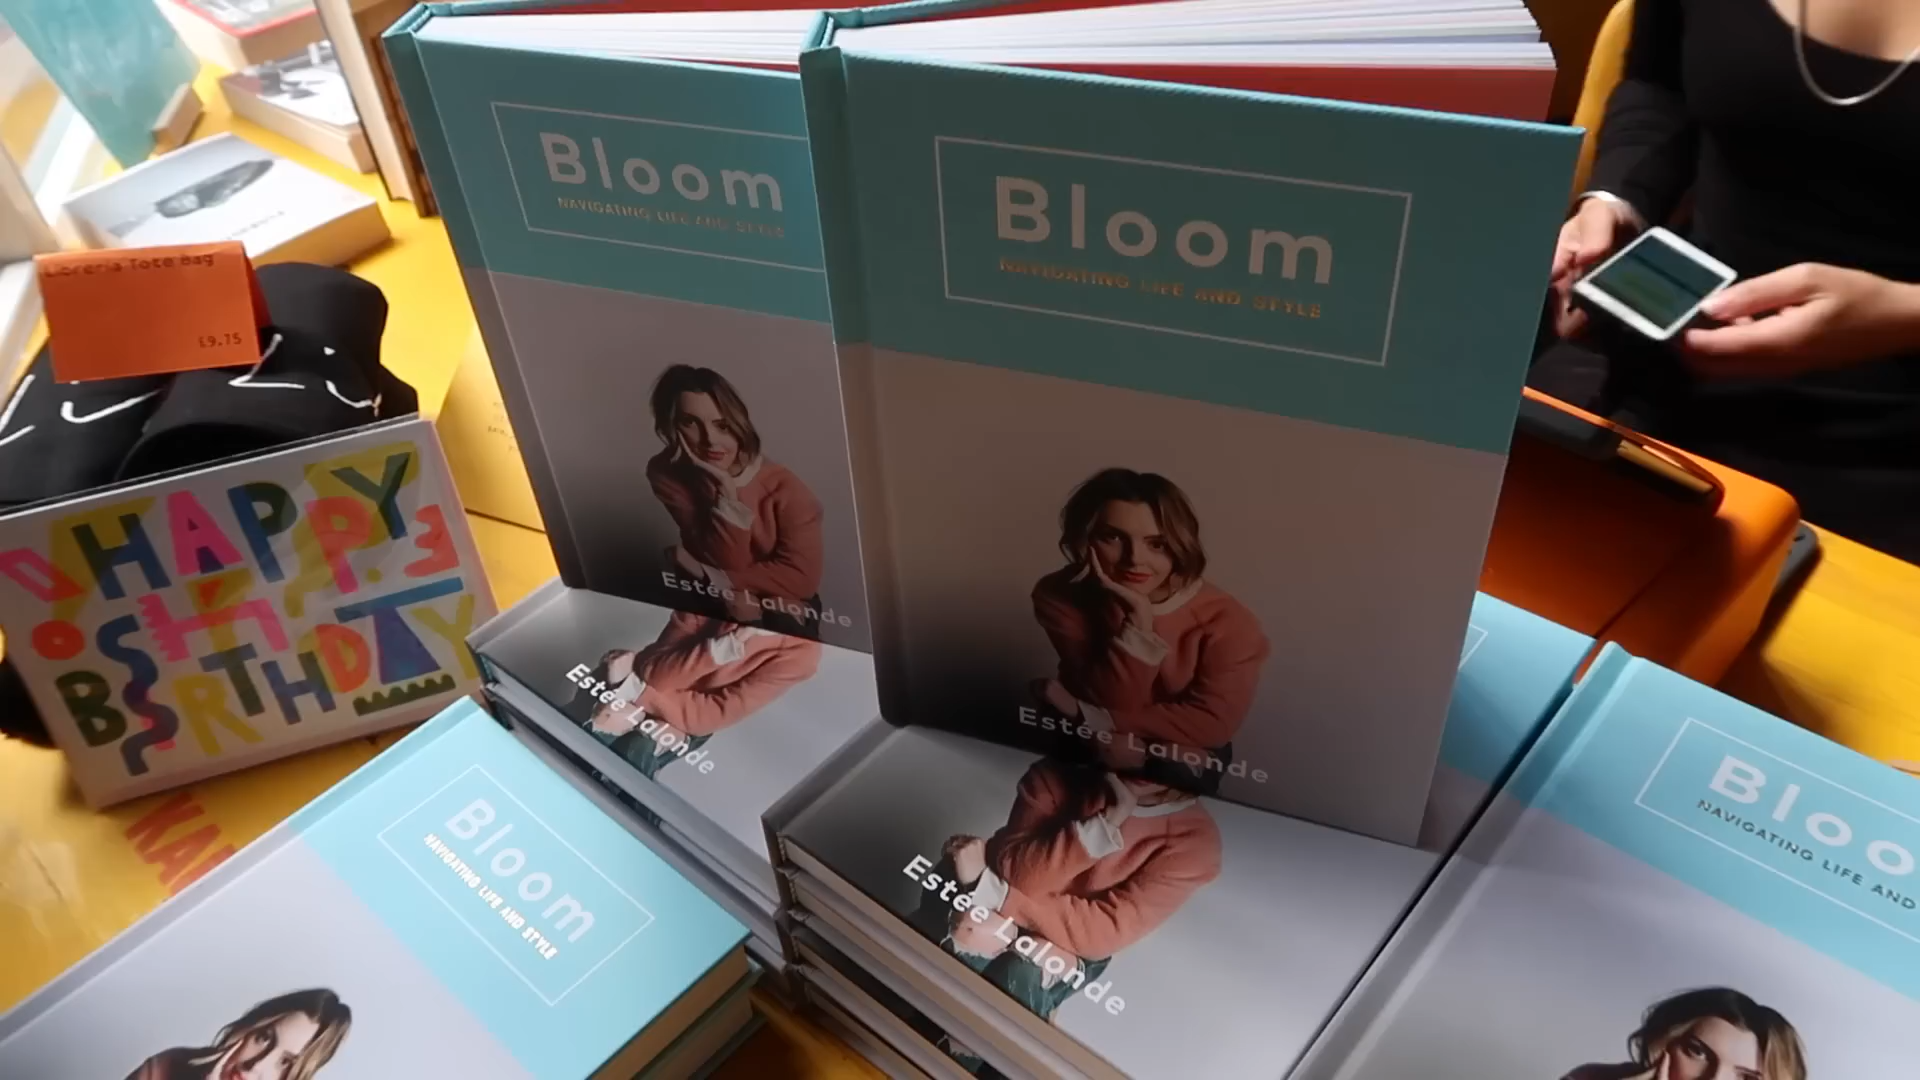 Libreria Tote Bag
£9.75
HAPPY
BIRTHDAY
Bloom
NAVIGATING LIFE AND STYLE
Estée Lalonde
Bloom
NAVIGATING LIFE AND STYLE
Estée Lalonde
Estée Lalonde
Estée Lalonde
Bloom
NAVIGATING LIFE AND STYLE
Bloo
NAVIGATING LIFE AND